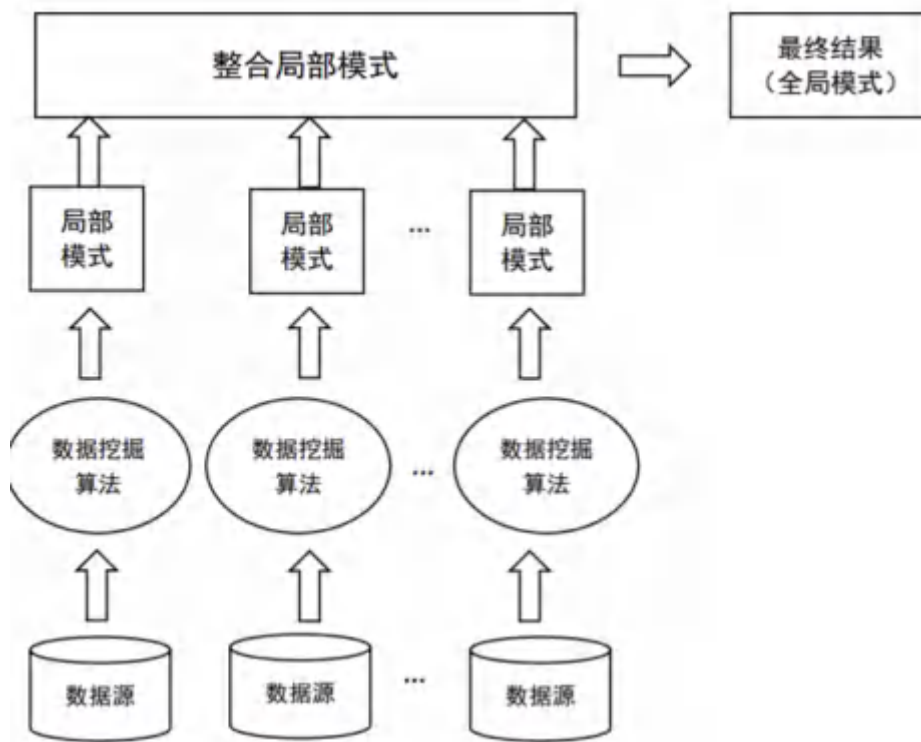 整合局部模式
最终结果
（全局模式）
局部
模式
局部
模式
...
局部
模式
数据挖掘
算法
数据挖掘
算法
...
数据挖掘
算法
数据源
数据源
...
数据源